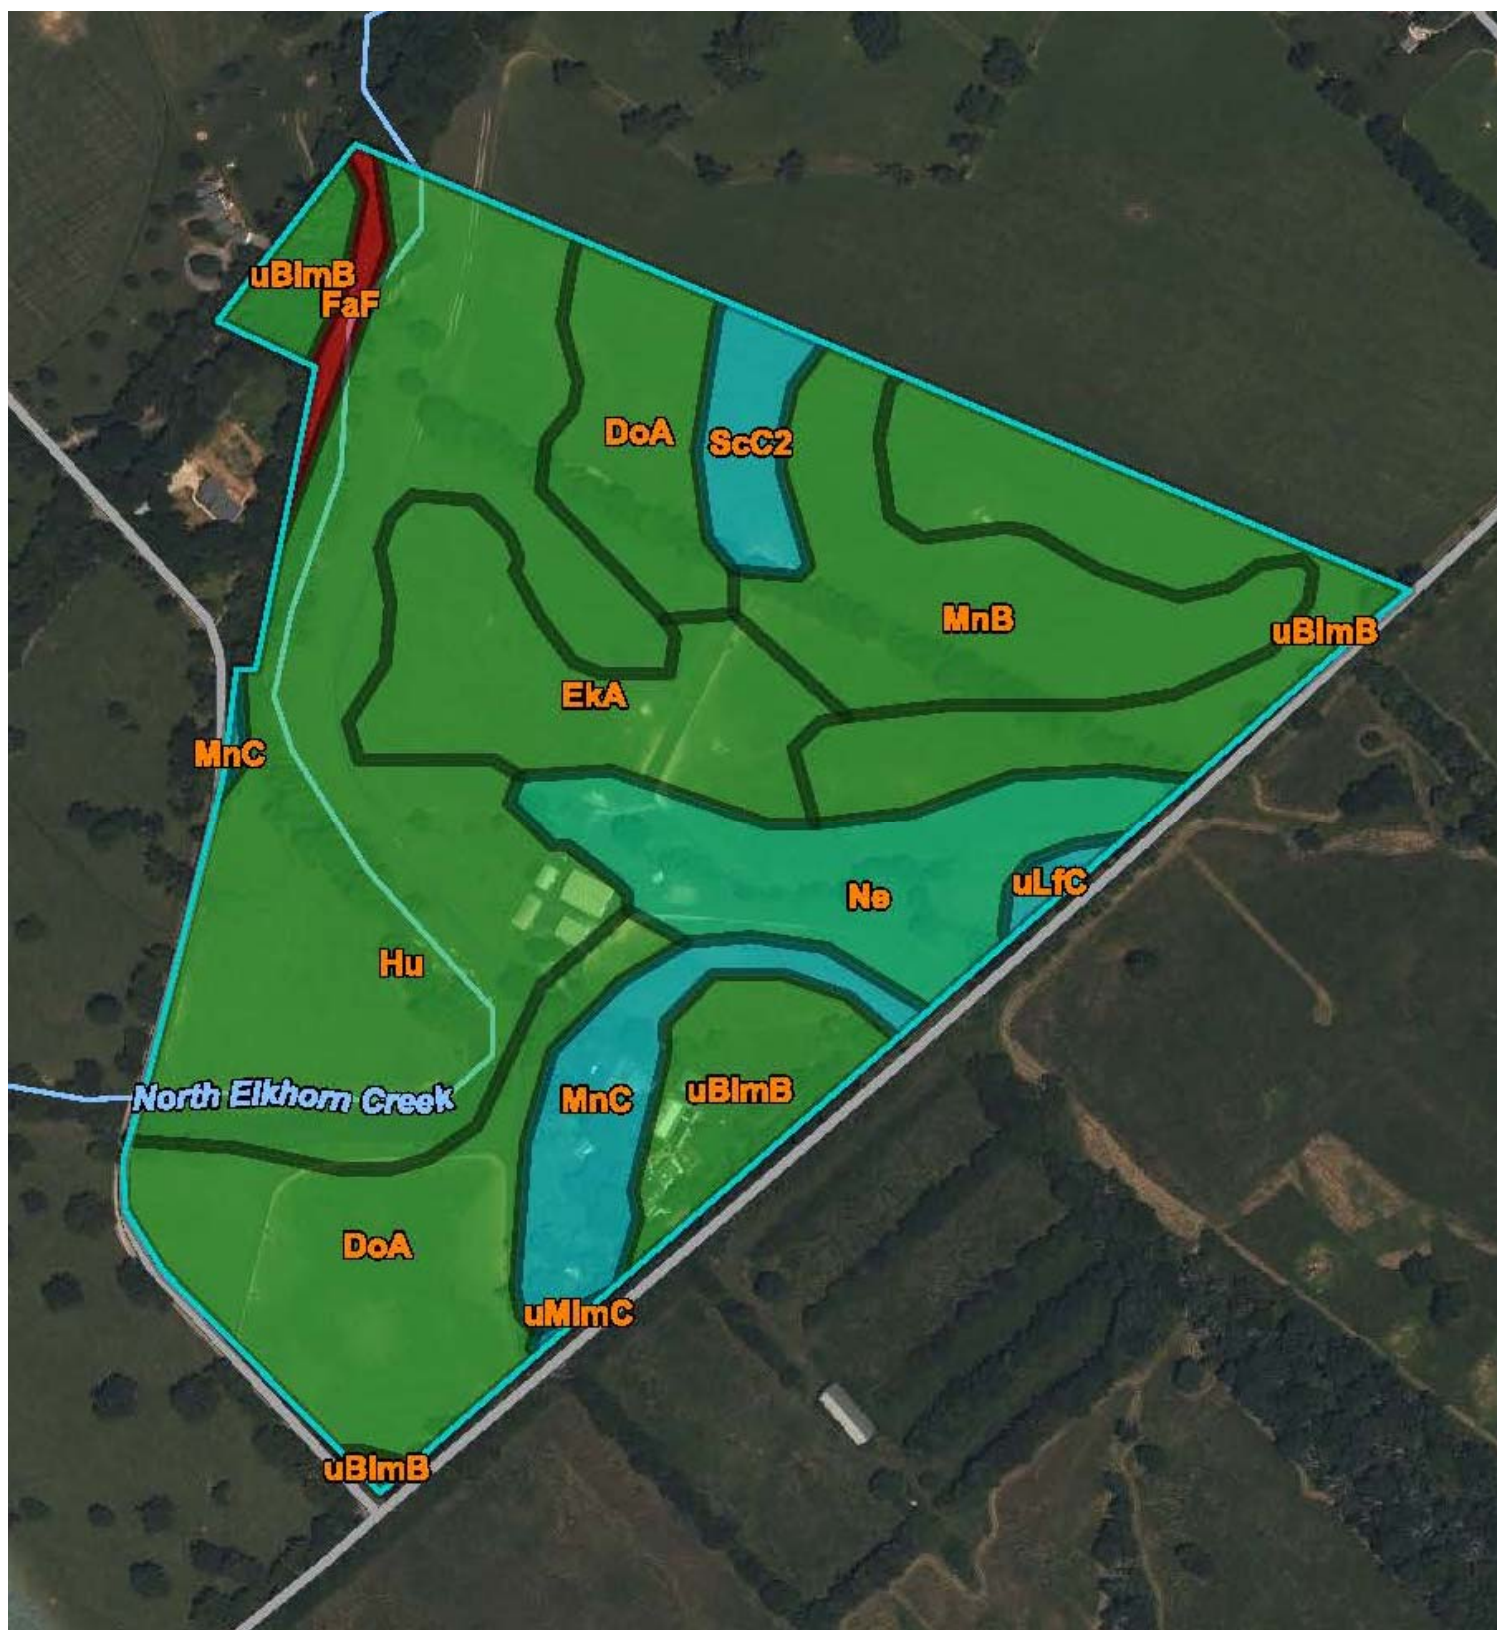 uBlmB
FaF
DoA
ScC2
MnB
uBlmB
EkA
MnC
uLfC
Ne
Hu
North Elkhorn Creek
MnC
uBlmB
DoA
uMlmC
uBlmB